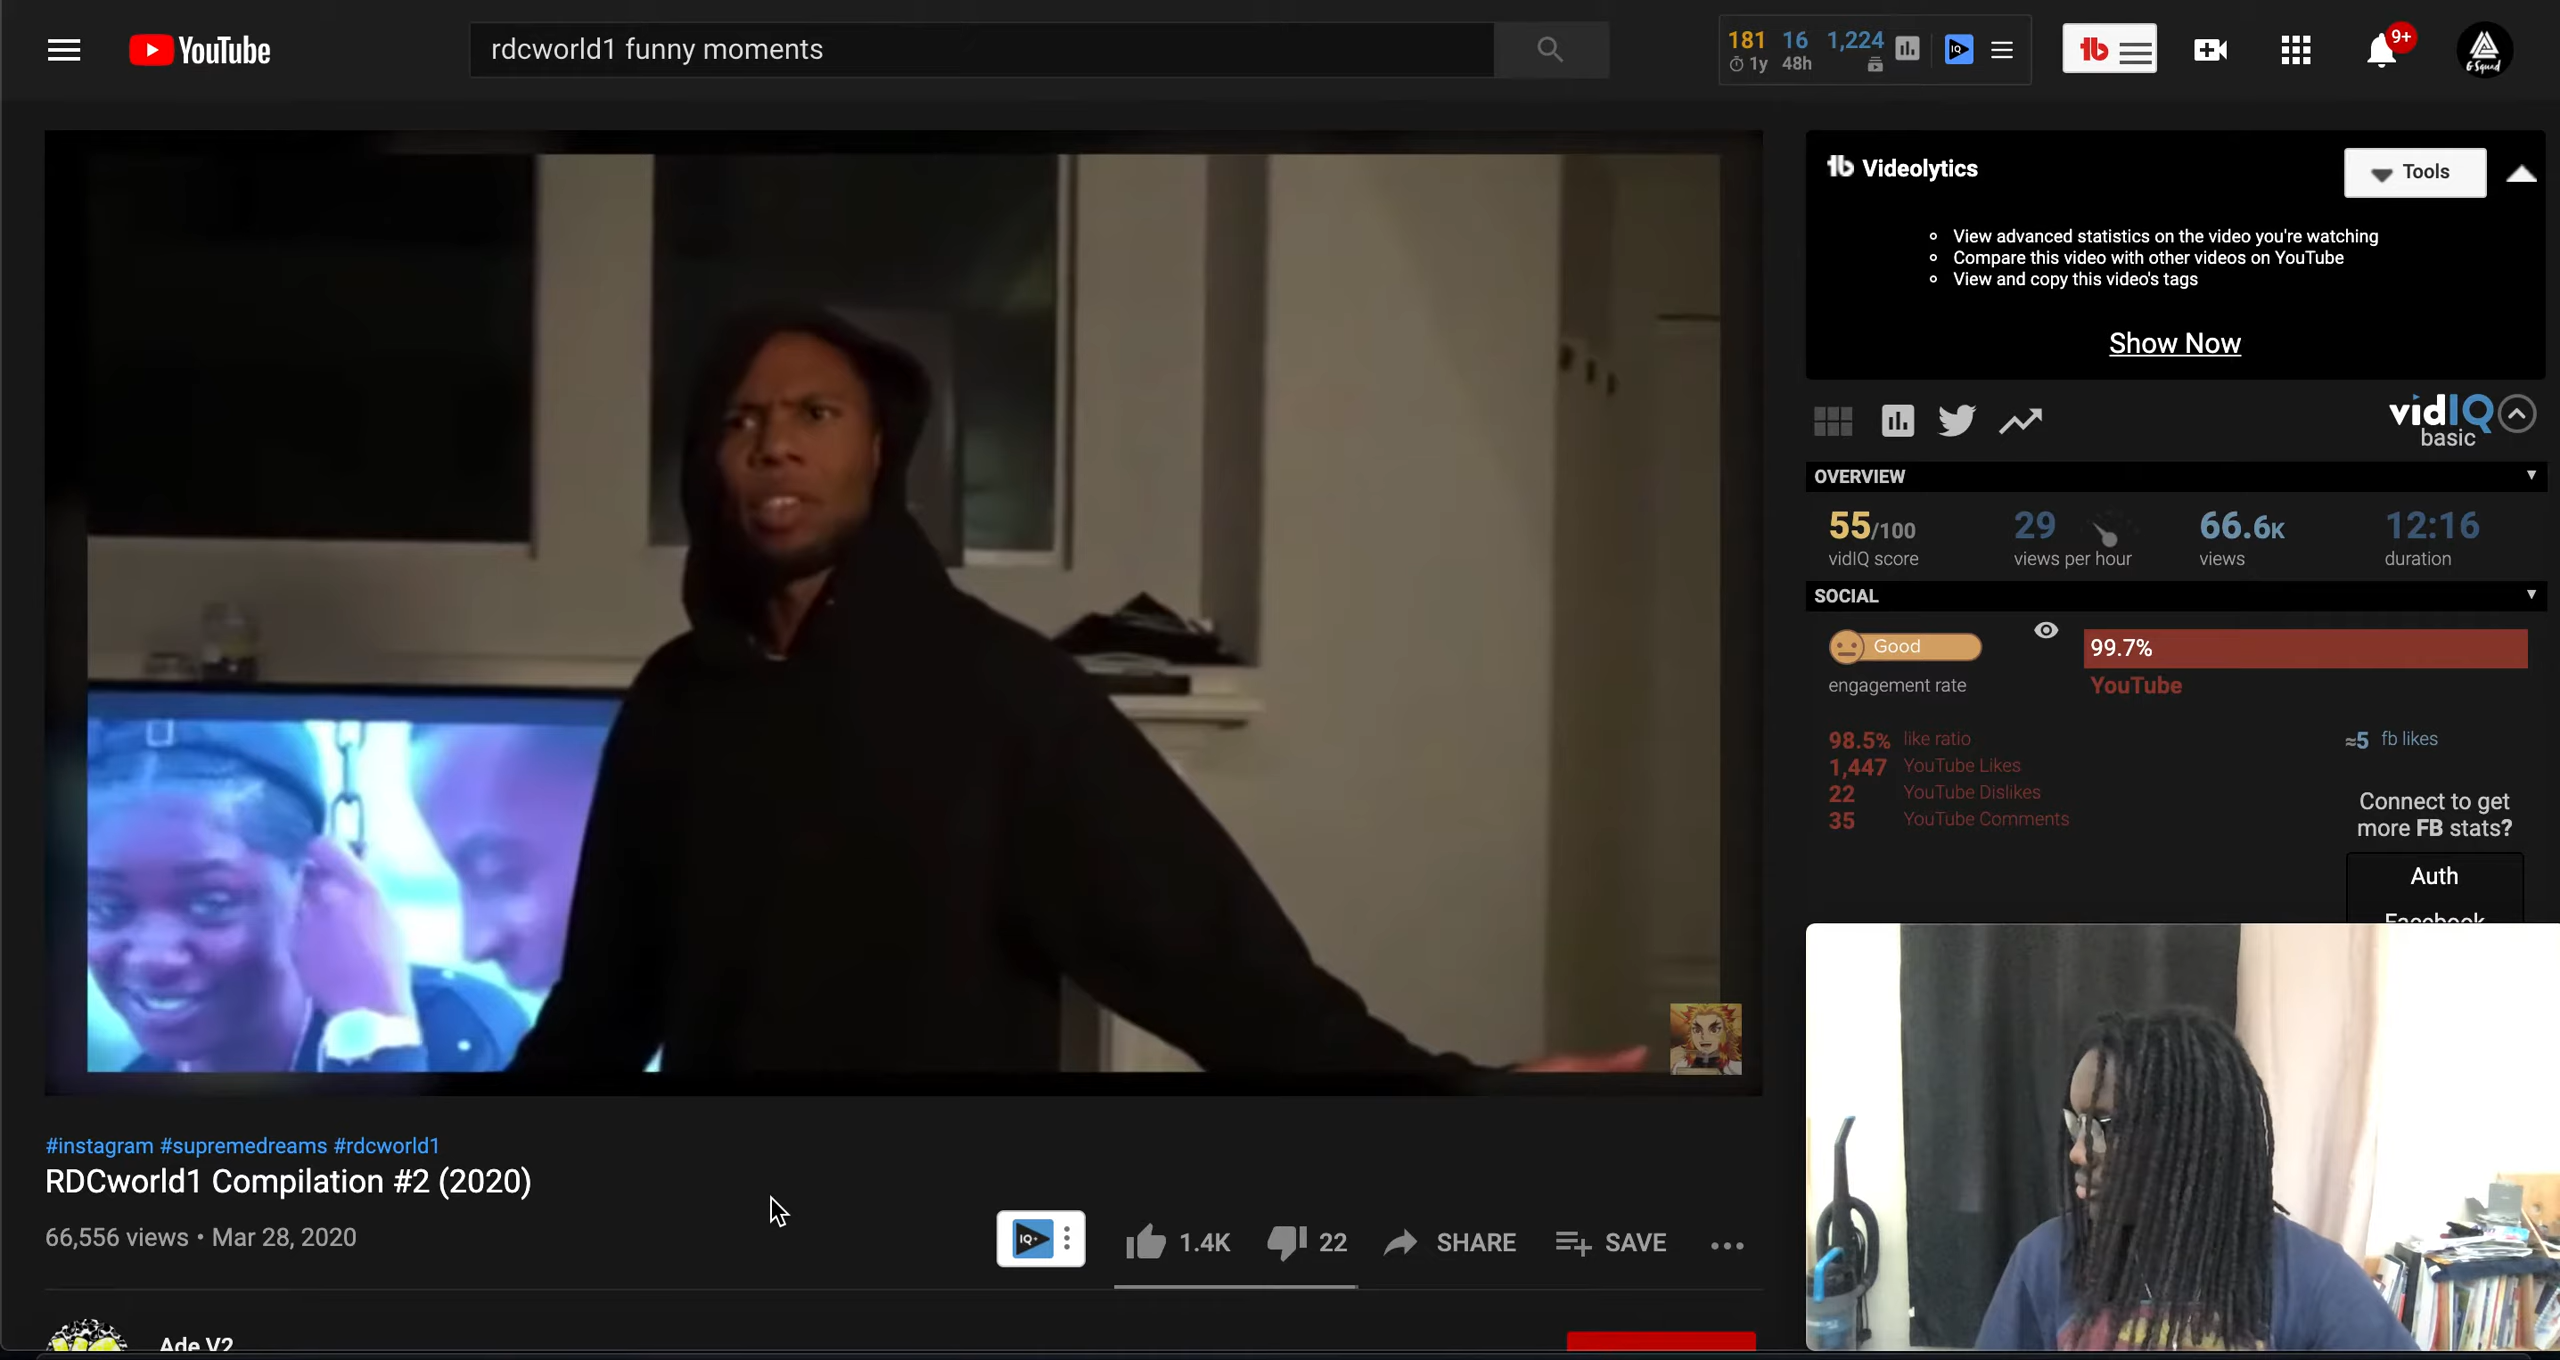 YouTube
rdcworld1 funny moments
181 16 1,224
1y 48h
IQ
9+
G Squad
Videolytics
Tools
View advanced statistics on the video you're watching
Compare this video with other videos on YouTube
View and copy this video's tags
Show Now
vidIQ
basic
OVERVIEW
55/100 29 66.6K 12:16
vidIQ score views per hour views duration
SOCIAL
Good
99.7%
engagement rate
YouTube
98.5% like ratio
≈5 fb likes
1,447 YouTube Likes
22 YouTube Dislikes
35 YouTube Comments
Connect to get
more FB stats?
Auth
Facebook
#instagram #supremedreams #rdcworld1
RDCworld1 Compilation #2 (2020)
66,556 views • Mar 28, 2020
IQ 1.4K 22 SHARE SAVE
Ade V2